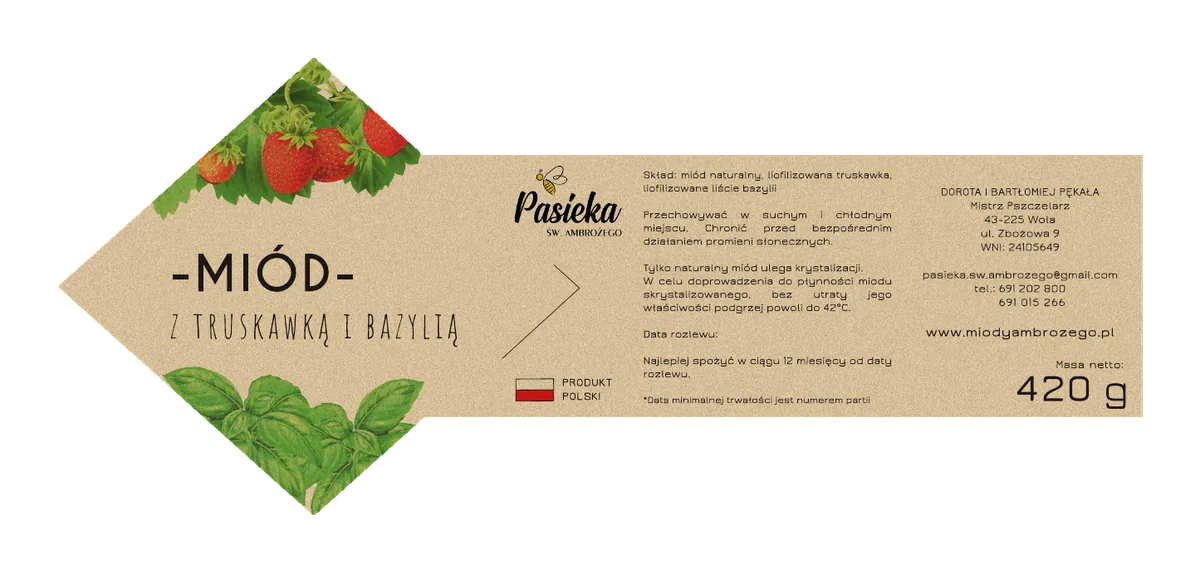 -MIÓD-
Z TRUSKAWKĄ I BAZYLIĄ
Pasieka
ŚW. AMBROŻEGO
PRODUKT
POLSKI
Skład: miód naturalny, liofilizowana truskawka,
liofilizowane liście bazylii
Przechowywać w suchym i chłodnym
miejscu. Chronić przed bezpośrednim
działaniem promieni słonecznych.
Tylko naturalny miód ulega krystalizacji.
W celu doprowadzenia do płynności miodu
skrystalizowanego, bez utraty jego
właściwości podgrzej powoli do 42°C.
Data rozlewu:
Najlepiej spożyć w ciągu 12 miesięcy od daty
rozlewu.
*Data minimalnej trwałości jest numerem partii
DOROTA I BARTŁOMIEJ PĘKAŁA
Mistrz Pszczelarz
43-225 Wola
ul. Zbożowa 9
WNI: 24105649
pasieka.sw.ambrozego@gmail.com
tel.: 691 202 800
691 015 266
www.miodyambrozego.pl
Masa netto:
420 g